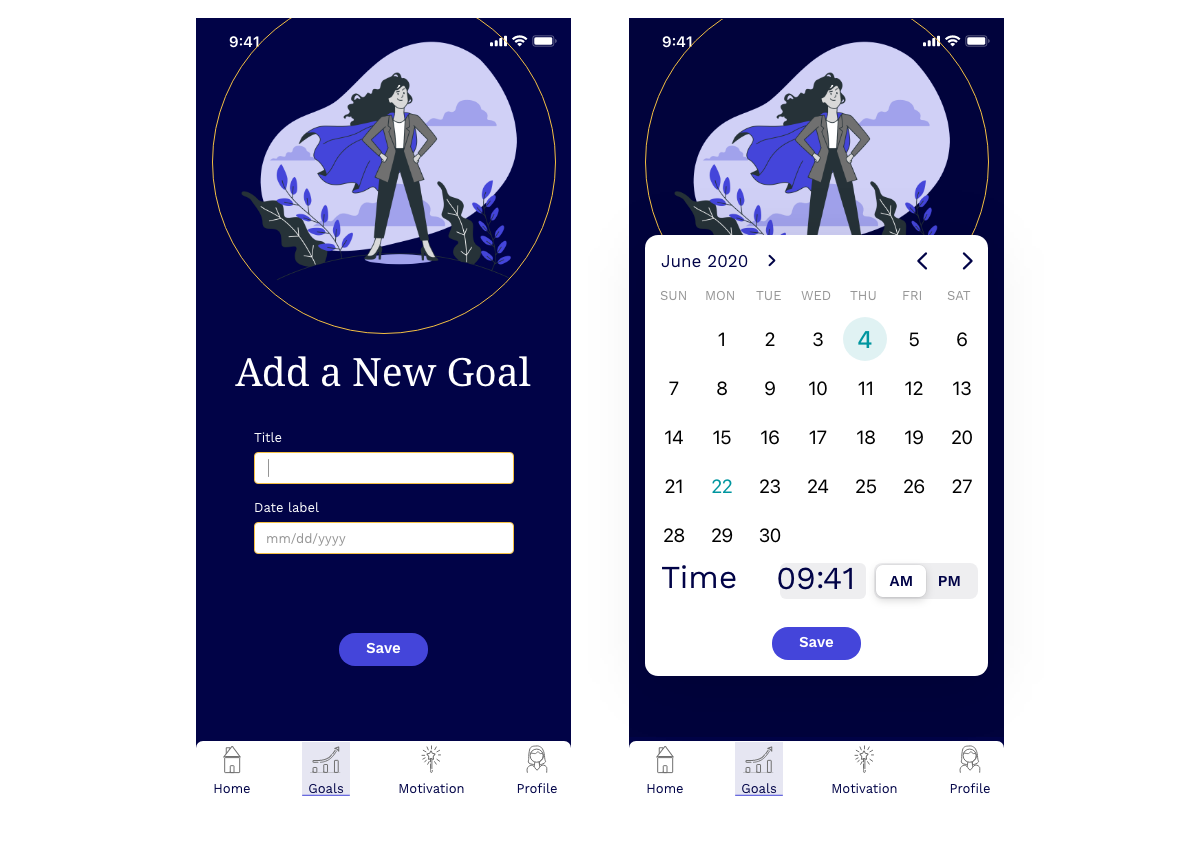 9:41
Add a New Goal
Title
Date label
mm/dd/yyyy
Save
Home Goals Motivation Profile
9:41
June 2020
SUN MON TUE WED THU FRI SAT
1 2 3 4 5 6
7 8 9 10 11 12 13
14 15 16 17 18 19 20
21 22 23 24 25 26 27
28 29 30
Time 09:41 AM PM
Save
Home Goals Motivation Profile